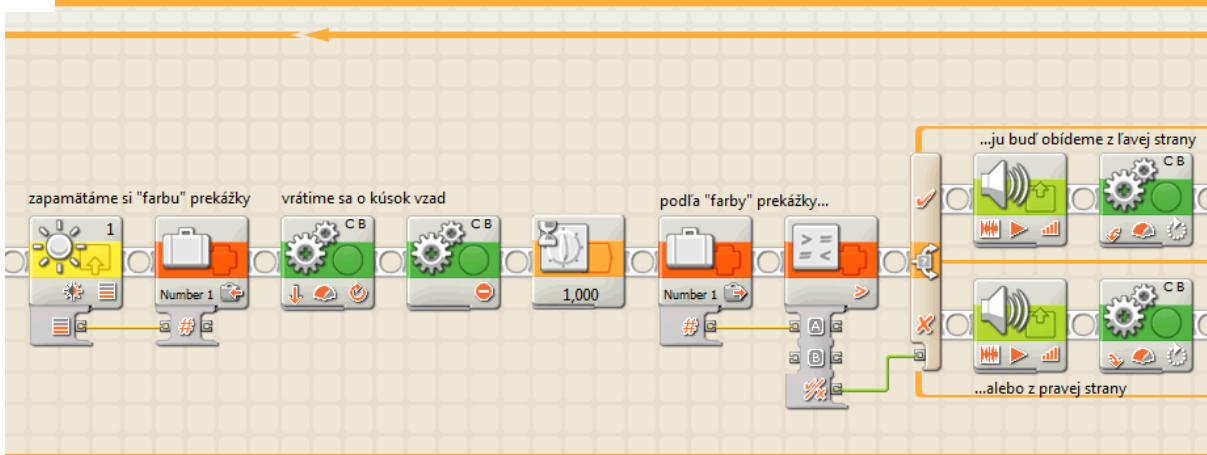 ...ju buď obídeme z ľavej strany
C B
zapamätáme si "farbu" prekážky
vrátime sa o kúsok vzad
podľa "farby" prekážky...
1
C B
C B
Number 1
1,000
Number 1
#
#
A
B
C B
...alebo z pravej strany